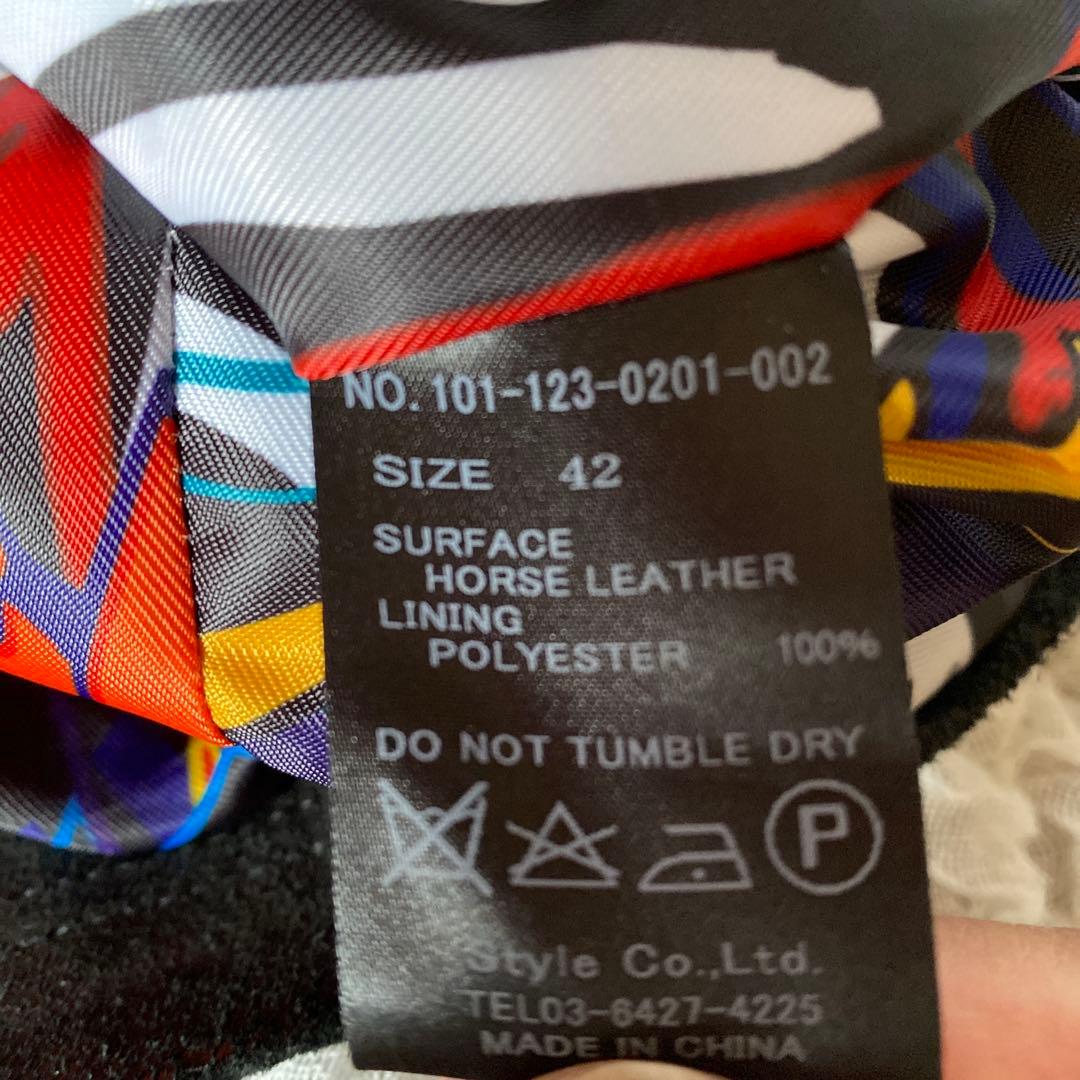 NO. 101-123-0201-002
SIZE 42
SURFACE
HORSE LEATHER
LINING
POLYESTER 100%
DO NOT TUMBLE DRY
P
Style Co.,Ltd.
TEL03-6427-4225
MADE IN CHINA